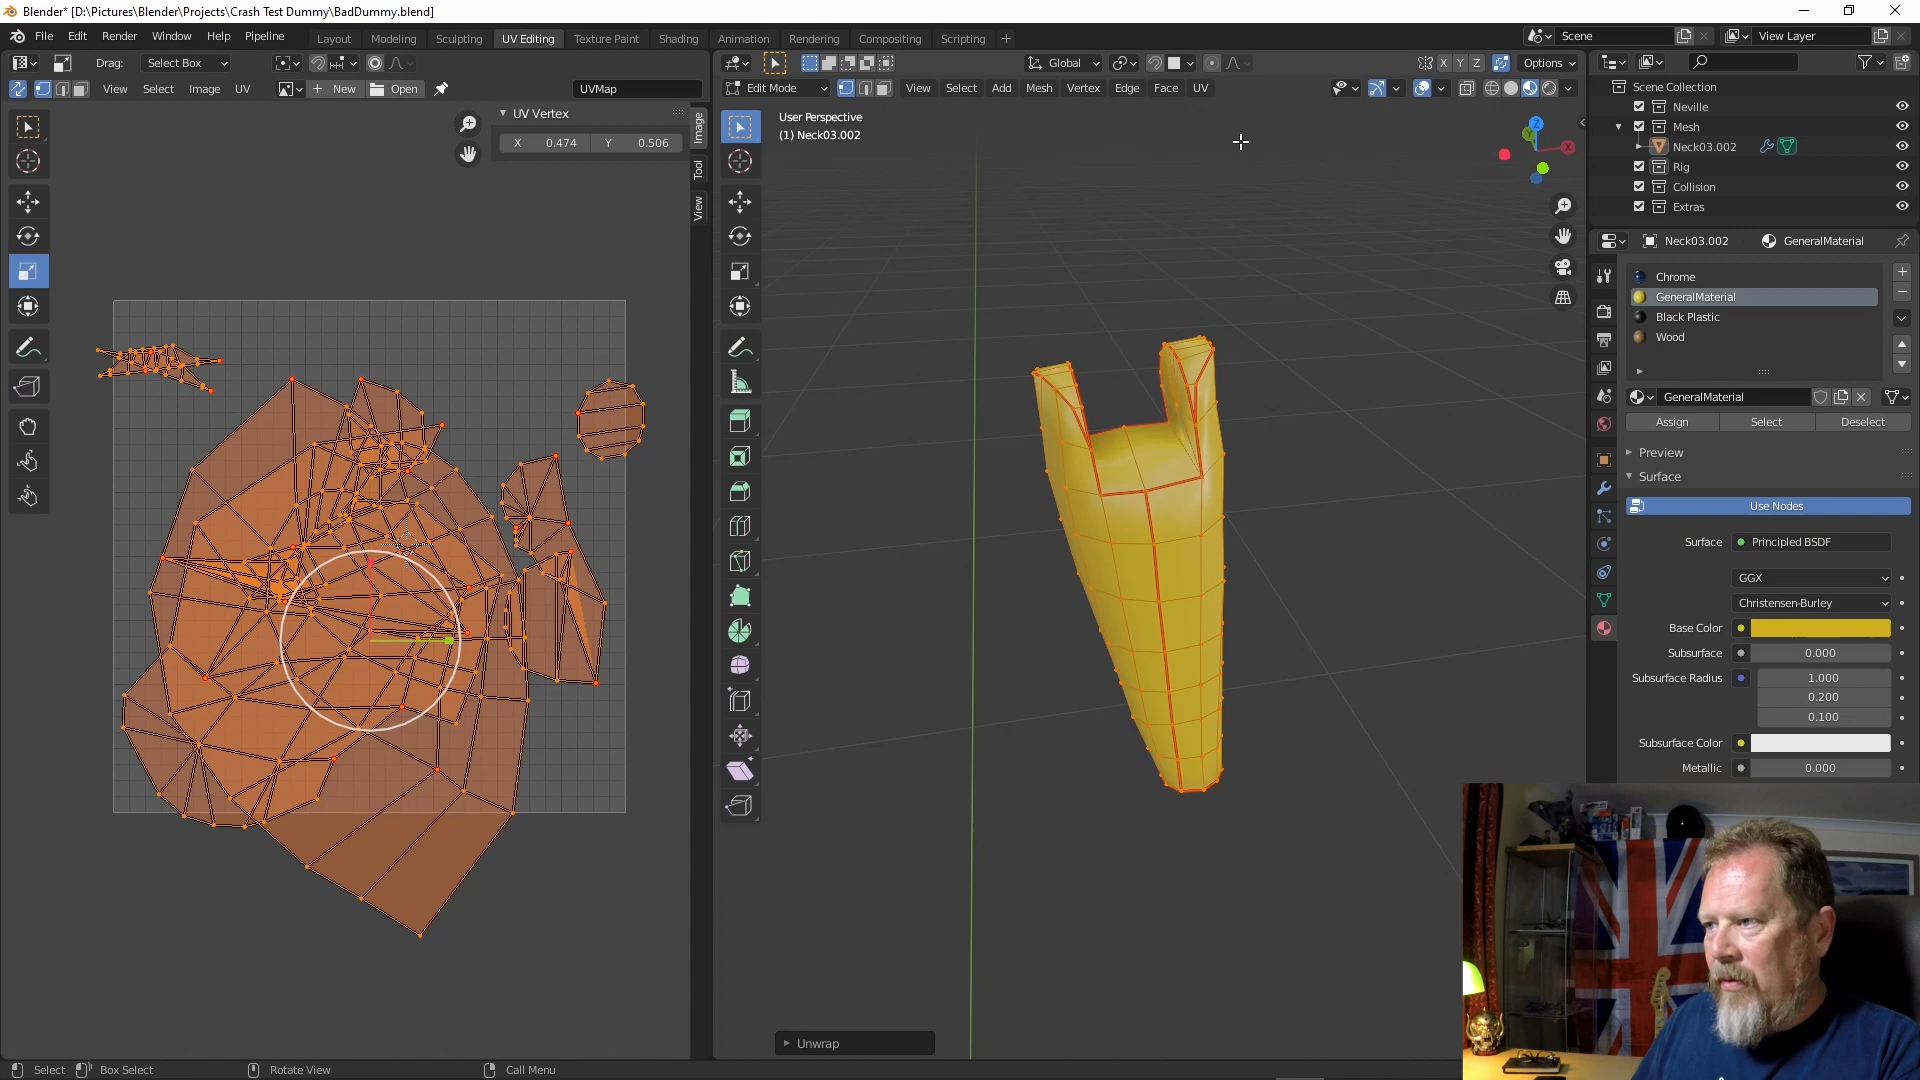 Blender* [D:\Pictures\Blender\Projects\Crash Test Dummy\BadDummy.blend]
File Edit Render Window Help Pipeline Layout Modeling Sculpting UV Editing Texture Paint Shading Animation Rendering Compositing Scripting + Scene View Layer
Drag: Select Box Global X Y Z Options
View Select Image UV + New Open UVMap Edit Mode View Select Add Mesh Vertex Edge Face UV
UV Vertex
X 0.474 Y 0.506
Image
Tool
View
User Perspective
(1) Neck03.002
Z
Y
X
Scene Collection
Neville
Mesh
Neck03.002
Rig
Collision
Extras
Neck03.002 GeneralMaterial
Chrome
GeneralMaterial
Black Plastic
Wood
GeneralMaterial
Assign Select Deselect
Preview
Surface
Use Nodes
Surface Principled BSDF
GGX
Christensen-Burley
Base Color
Subsurface 0.000
Subsurface Radius 1.000
0.200
0.100
Subsurface Color
Metallic 0.000
Unwrap
Select Box Select Rotate View Call Menu